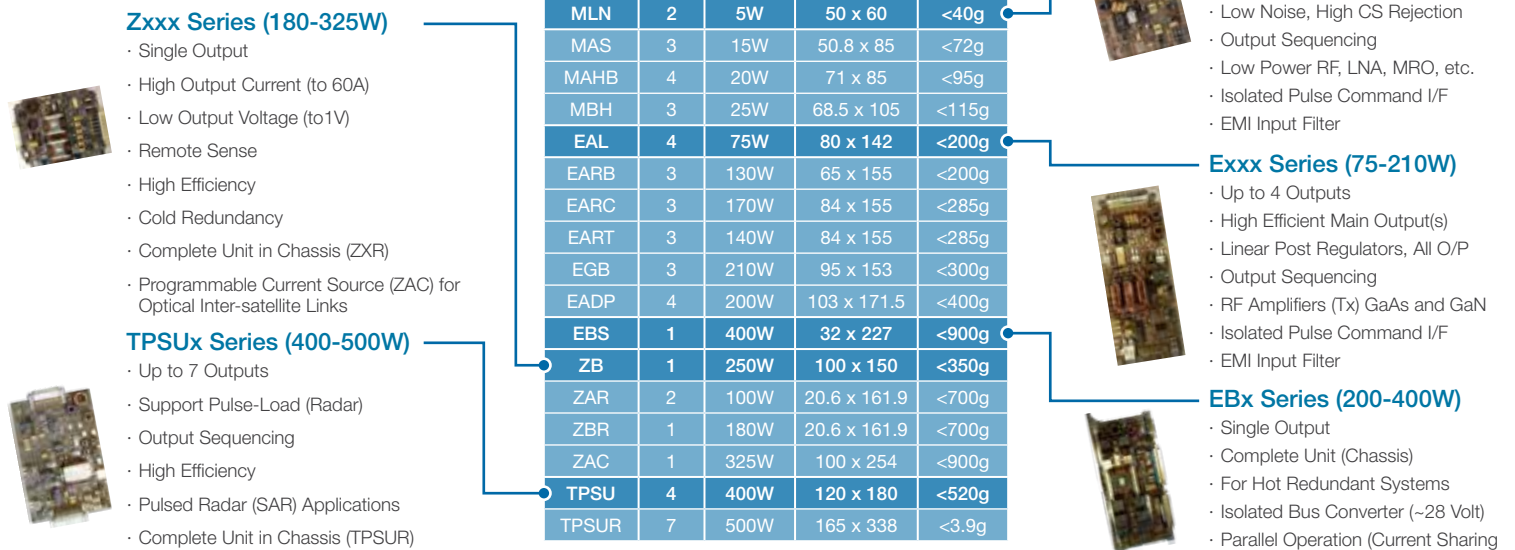 Zxxx Series (180-325W)
· Single Output
· High Output Current (to 60A)
· Low Output Voltage (to1V)
· Remote Sense
· High Efficiency
· Cold Redundancy
· Complete Unit in Chassis (ZXR)
· Programmable Current Source (ZAC) for
Optical Inter-satellite Links
TPSUx Series (400-500W)
· Up to 7 Outputs
· Support Pulse-Load (Radar)
· Output Sequencing
· High Efficiency
· Pulsed Radar (SAR) Applications
· Complete Unit in Chassis (TPSUR)
MLN 2 5W 50 x 60 <40g
MAS 3 15W 50.8 x 85 <72g
MAHB 4 20W 71 x 85 <95g
MBH 3 25W 68.5 x 105 <115g
EAL 4 75W 80 x 142 <200g
EARB 3 130W 65 x 155 <200g
EARC 3 170W 84 x 155 <285g
EART 3 140W 84 x 155 <285g
EGB 3 210W 95 x 153 <300g
EADP 4 200W 103 x 171.5 <400g
EBS 1 400W 32 x 227 <900g
ZB 1 250W 100 x 150 <350g
ZAR 2 100W 20.6 x 161.9 <700g
ZBR 1 180W 20.6 x 161.9 <700g
ZAC 1 325W 100 x 254 <900g
TPSU 4 400W 120 x 180 <520g
TPSUR 7 500W 165 x 338 <3.9g
· Low Noise, High CS Rejection
· Output Sequencing
· Low Power RF, LNA, MRO, etc.
· Isolated Pulse Command I/F
· EMI Input Filter
Exxx Series (75-210W)
· Up to 4 Outputs
· High Efficient Main Output(s)
· Linear Post Regulators, All O/P
· Output Sequencing
· RF Amplifiers (Tx) GaAs and GaN
· Isolated Pulse Command I/F
· EMI Input Filter
EBx Series (200-400W)
· Single Output
· Complete Unit (Chassis)
· For Hot Redundant Systems
· Isolated Bus Converter (~28 Volt)
· Parallel Operation (Current Sharing